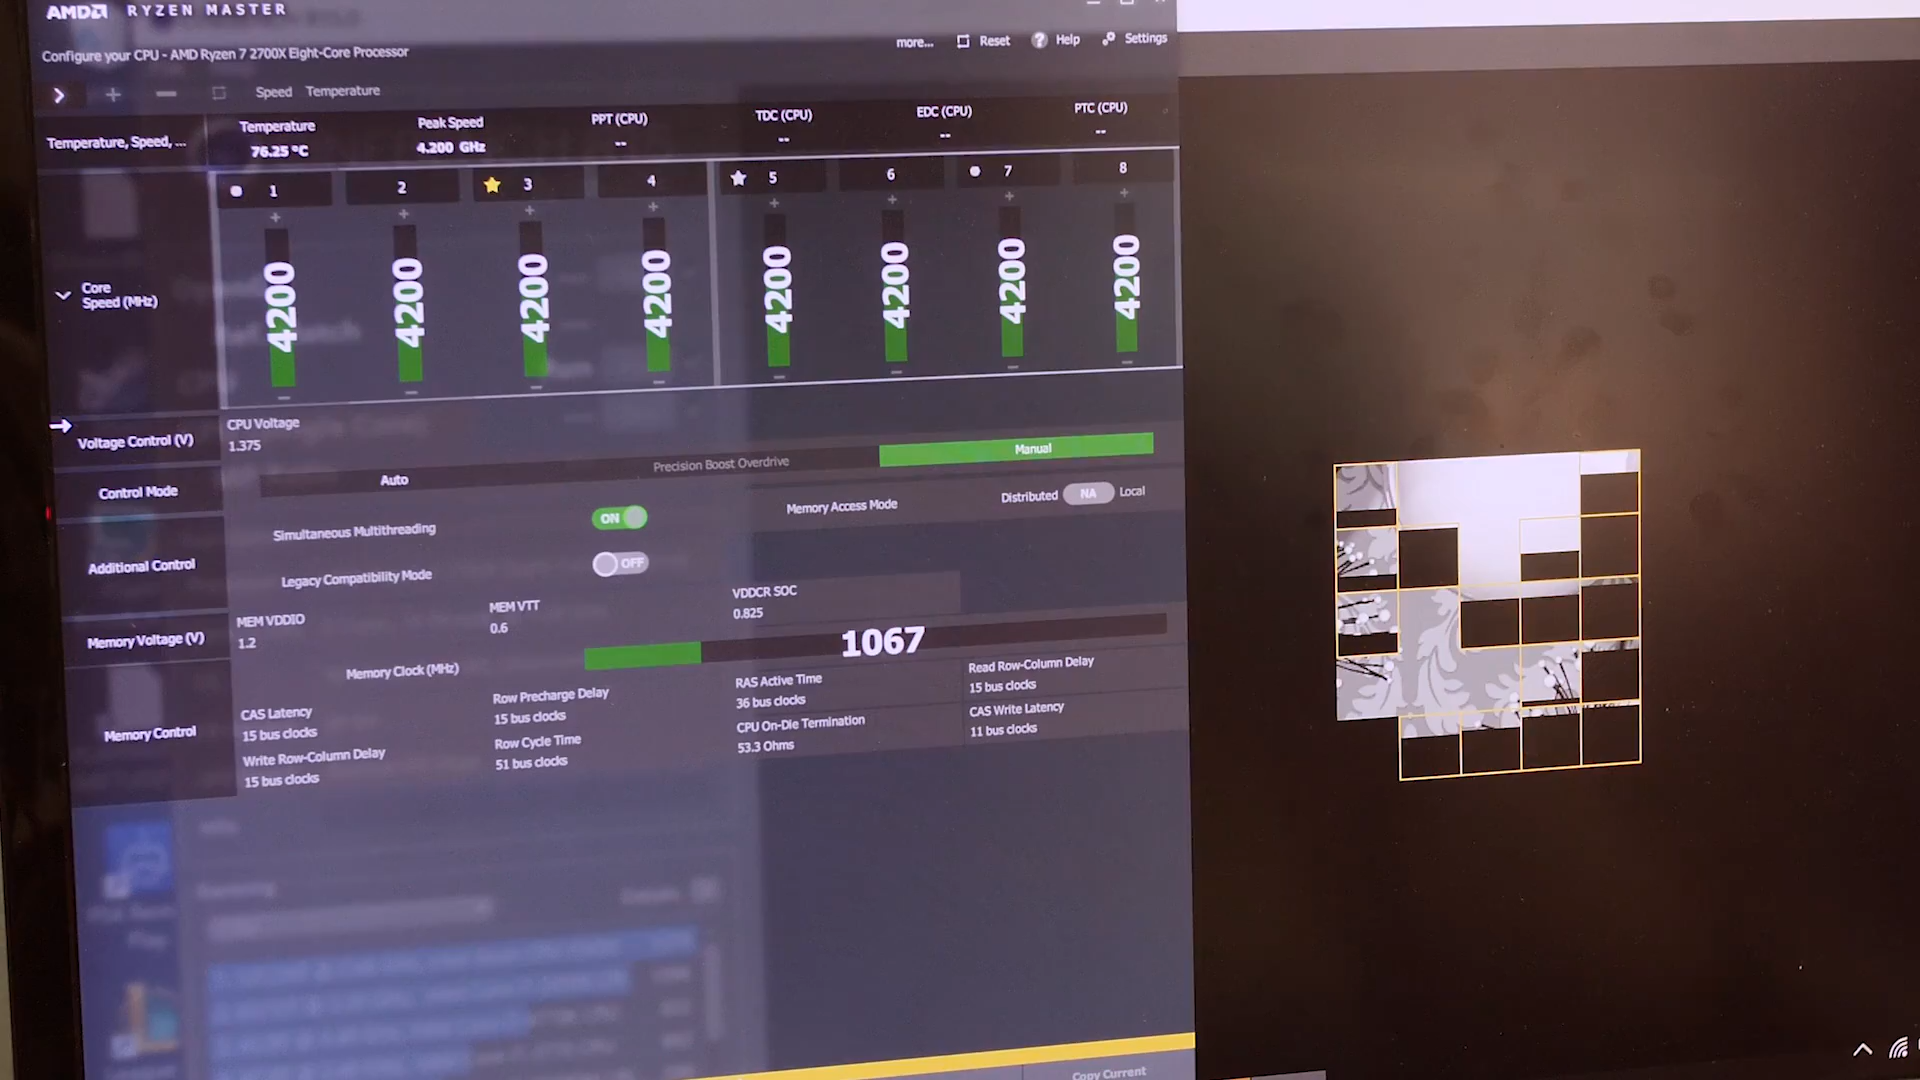 AMD RYZEN MASTER
Configure your CPU - AMD Ryzen 7 2700X Eight-Core Processor
more... Reset ? Help Settings
Speed Temperature
Temperature, Speed, ...
Temperature
76.25 °C
Peak Speed
4.200 GHz
PPT (CPU)
--
TDC (CPU)
--
EDC (CPU)
--
PTC (CPU)
--
1 2 3 4 5 6 7 8
Core Speed (MHz)
4200 4200 4200 4200 4200 4200 4200 4200
Voltage Control (V)
CPU Voltage
1.375
Control Mode
Auto
Precision Boost Overdrive
Manual
Additional Control
Simultaneous Multithreading
ON
Memory Access Mode
Distributed NA Local
Legacy Compatibility Mode
OFF
Memory Voltage (V)
MEM VDDIO
1.2
MEM VTT
0.6
VDDCR SOC
0.825
Memory Control
Memory Clock (MHz)
1067
CAS Latency
15 bus clocks
Row Precharge Delay
15 bus clocks
RAS Active Time
36 bus clocks
Read Row-Column Delay
15 bus clocks
Write Row-Column Delay
15 bus clocks
Row Cycle Time
51 bus clocks
CPU On-Die Termination
53.3 Ohms
CAS Write Latency
11 bus clocks
Copy Current